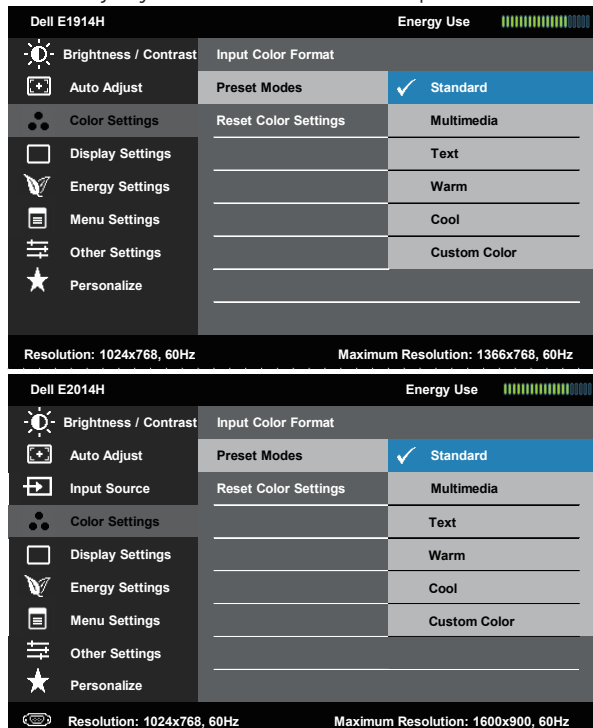 Dell E1914H Energy Use
Brightness / Contrast Input Color Format
Auto Adjust Preset Modes Standard
Color Settings Reset Color Settings Multimedia
Display Settings Text
Energy Settings Warm
Menu Settings Cool
Other Settings Custom Color
Personalize
Resolution: 1024x768, 60Hz Maximum Resolution: 1366x768, 60Hz
Dell E2014H Energy Use
Brightness / Contrast Input Color Format
Auto Adjust Preset Modes Standard
Input Source Reset Color Settings Multimedia
Color Settings Text
Display Settings Warm
Energy Settings Cool
Menu Settings Custom Color
Other Settings
Personalize
Resolution: 1024x768, 60Hz Maximum Resolution: 1600x900, 60Hz